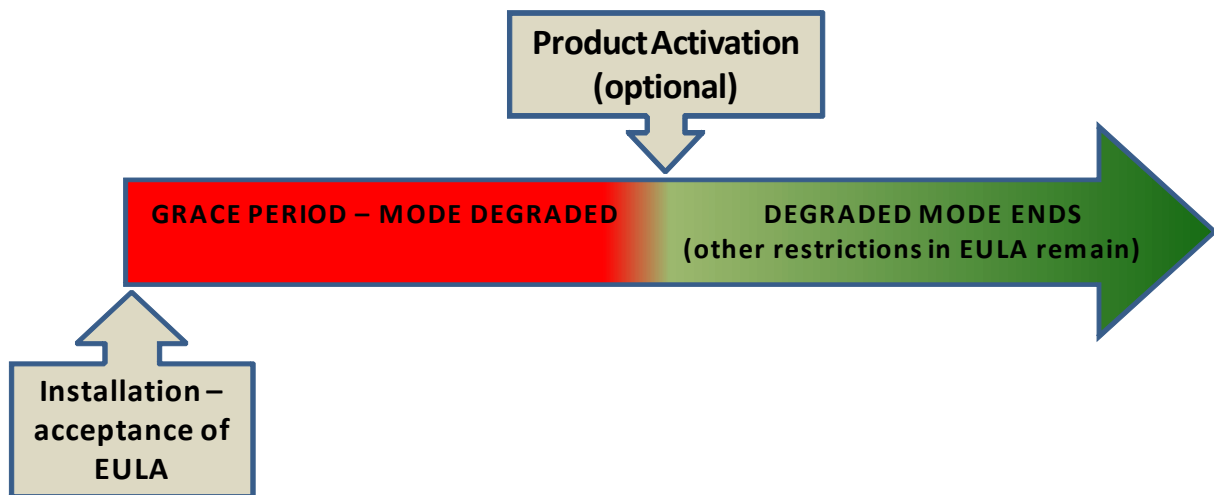 Product Activation
(optional)
GRACE PERIOD – MODE DEGRADED
DEGRADED MODE ENDS
(other restrictions in EULA remain)
Installation –
acceptance of
EULA